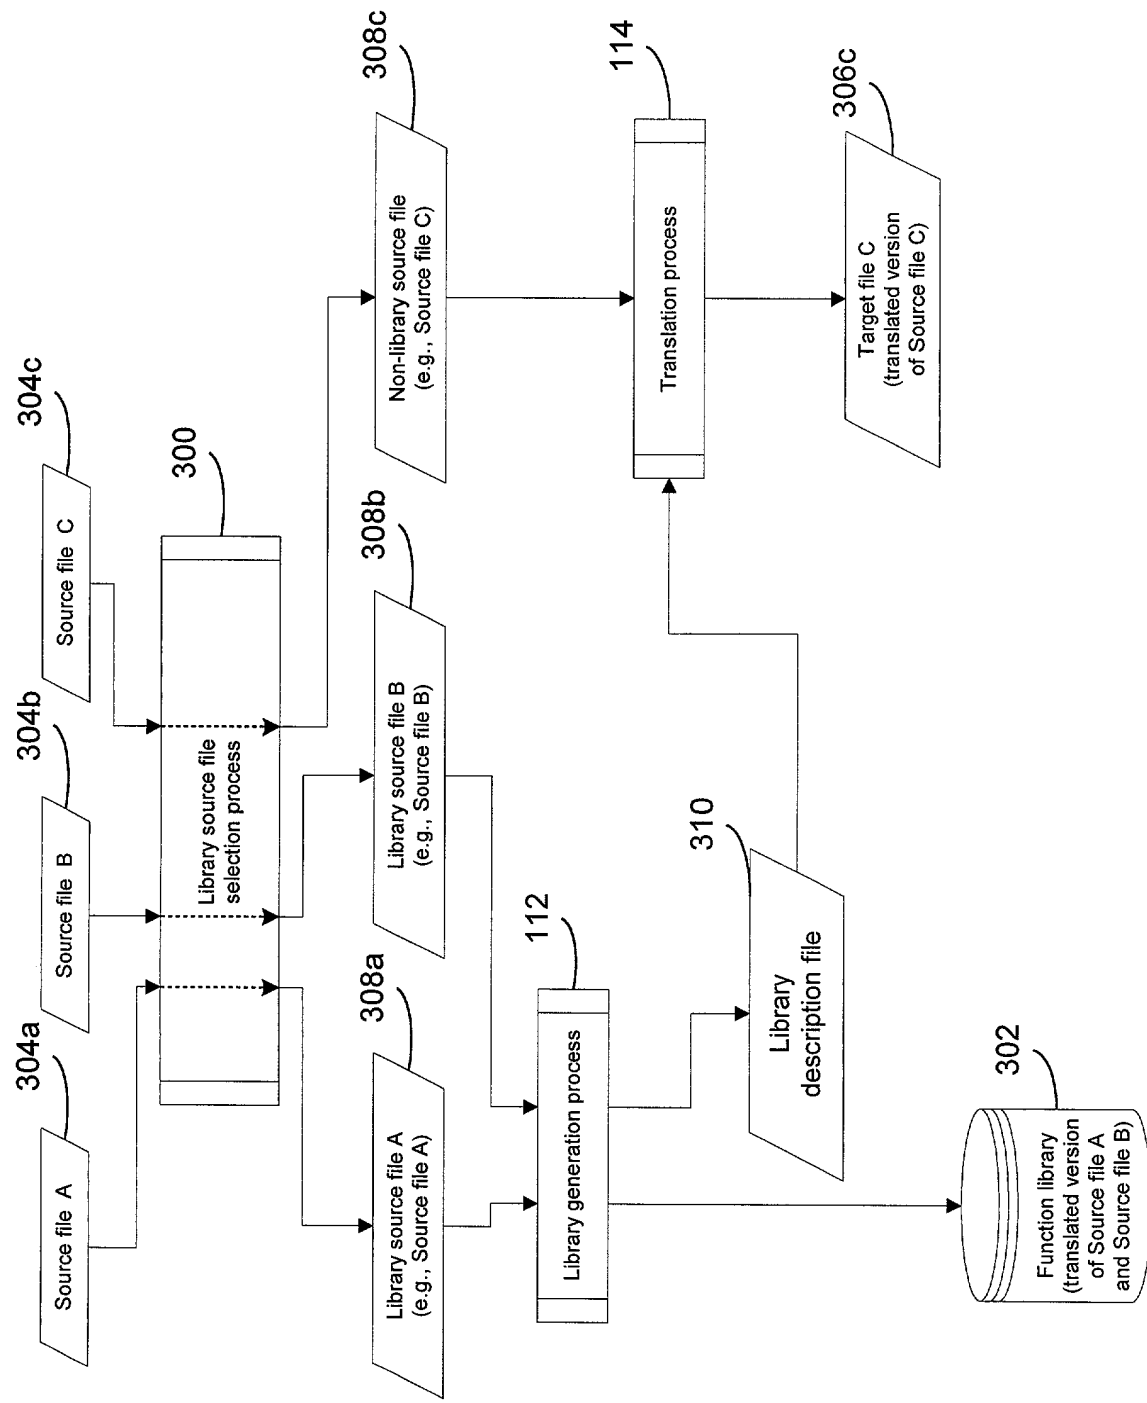 304a
304b
304c
Source file A
Source file B
Source file C
300
Library source file
selection process
308a
308b
308c
Library source file A
(e.g., Source file A)
Library source file B
(e.g., Source file B)
Non-library source file
(e.g., Source file C)
112
114
Library generation process
Translation process
310
Library
description file
306c
Target file C
(translated version
of Source file C)
302
Function library
(translated version
of Source file A
and Source file B)